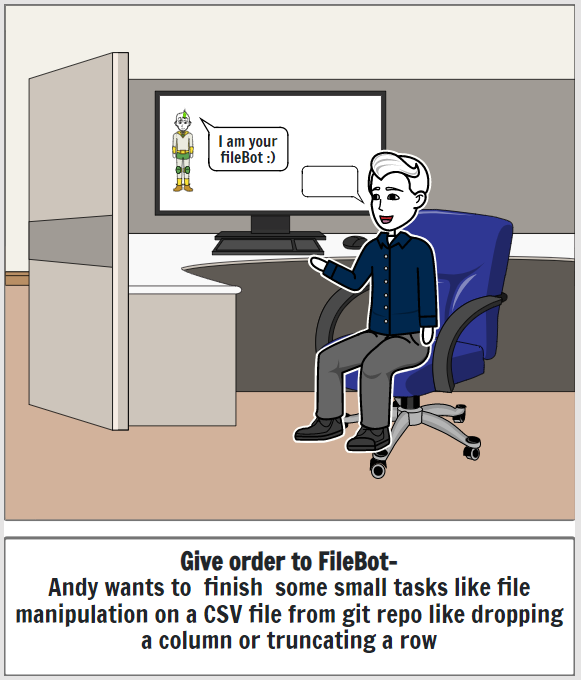 I am your
fileBot :)
Give order to FileBot-
Andy wants to  finish  some small tasks like file
manipulation on a CSV file from git repo like dropping
a column or truncating a row